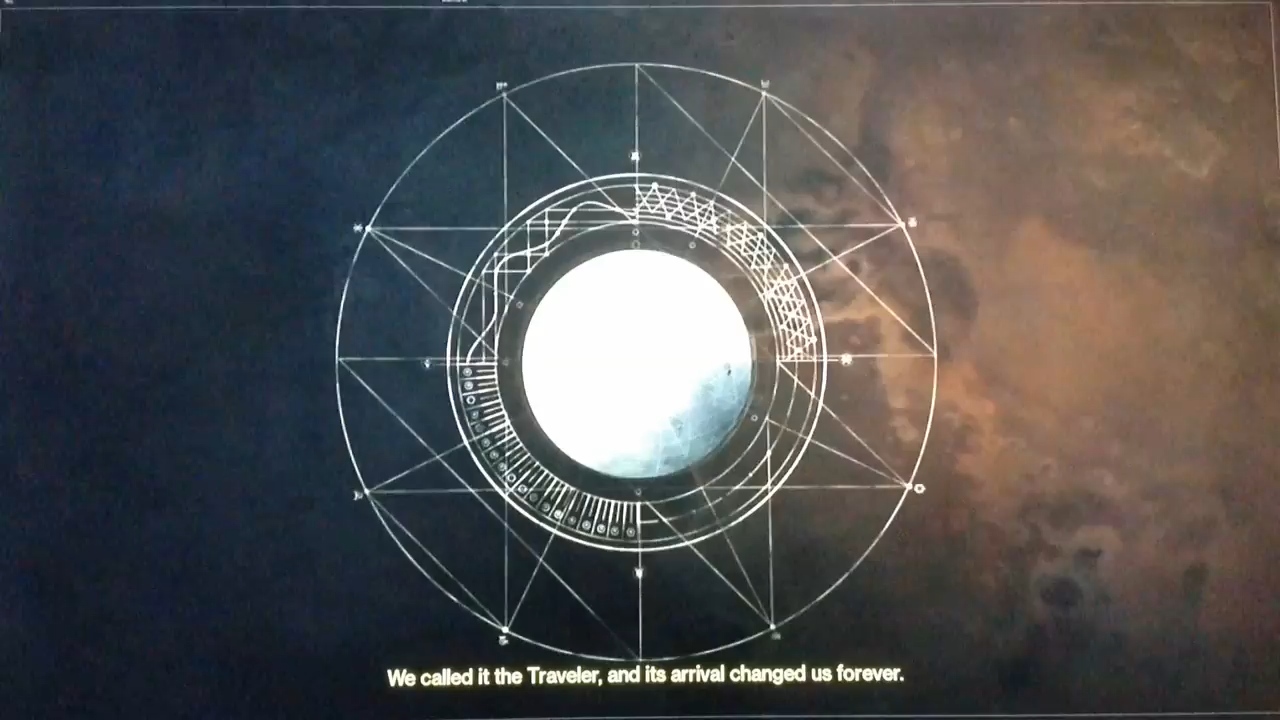 We called it the Traveler, and its arrival changed us forever.